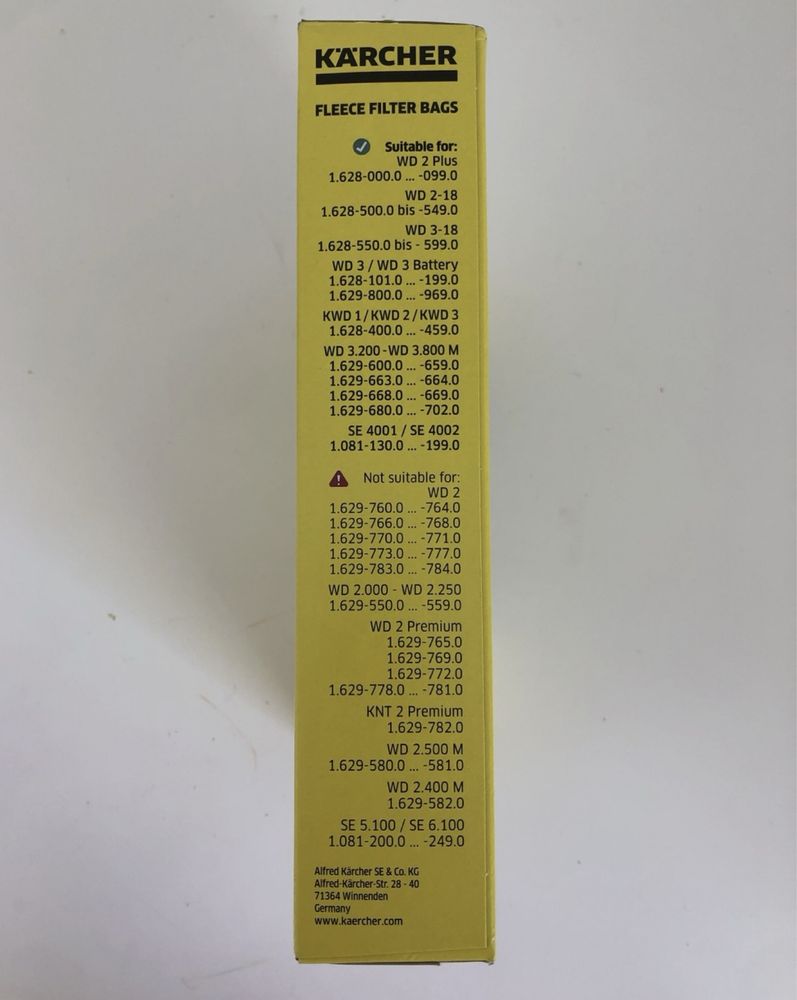 KÄRCHER
FLEECE FILTER BAGS
Suitable for:
WD 2 Plus
1.628-000.0 ... -099.0
WD 2-18
1.628-500.0 bis -549.0
WD 3-18
1.628-550.0 bis - 599.0
WD 3 / WD 3 Battery
1.628-101.0 ... -199.0
1.629-800.0 ... -969.0
KWD 1 / KWD 2 / KWD 3
1.628-400.0 ... -459.0
WD 3.200 - WD 3.800 M
1.629-600.0 ... -659.0
1.629-663.0 ... -664.0
1.629-668.0 ... -669.0
1.629-680.0 ... -702.0
SE 4001 / SE 4002
1.081-130.0 ... -199.0
Not suitable for:
WD 2
1.629-760.0 ... -764.0
1.629-766.0 ... -768.0
1.629-770.0 ... -771.0
1.629-773.0 ... -777.0
1.629-783.0 ... -784.0
WD 2.000 - WD 2.250
1.629-550.0 ... -559.0
WD 2 Premium
1.629-765.0
1.629-769.0
1.629-772.0
1.629-778.0 ... -781.0
KNT 2 Premium
1.629-782.0
WD 2.500 M
1.629-580.0 ... -581.0
WD 2.400 M
1.629-582.0
SE 5.100 / SE 6.100
1.081-200.0 ... -249.0
Alfred Kärcher SE & Co. KG
Alfred-Kärcher-Str. 28 - 40
71364 Winnenden
Germany
www.kaercher.com